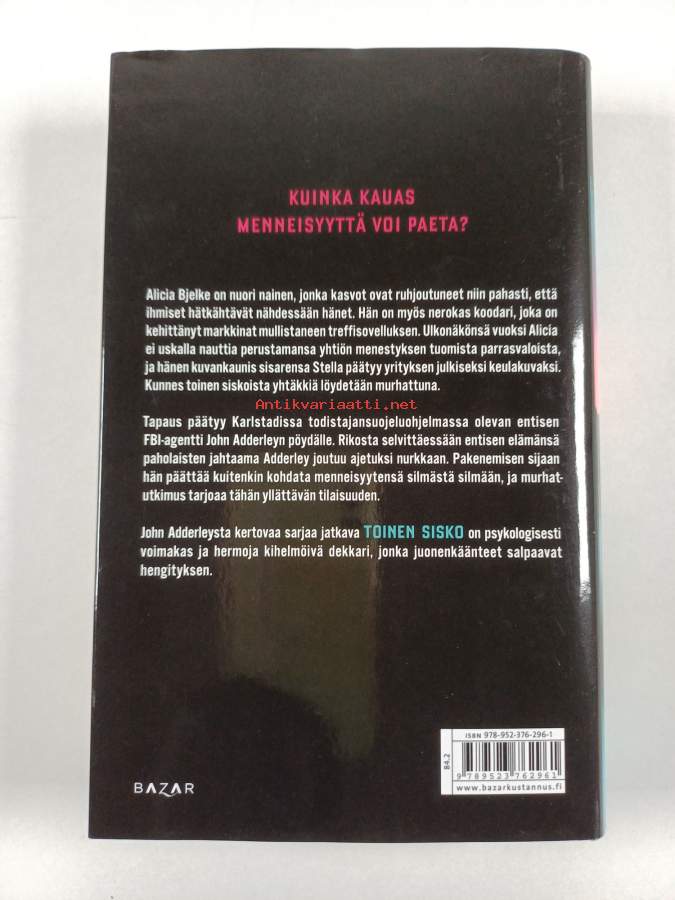 KUINKA KAUAS
MENNEISYYTTÄ VOI PAETA?
Alicia Bjelke on nuori nainen, jonka kasvot ovat ruhjoutuneet niin pahasti, että
ihmiset hätkähtävät nähdessään hänet. Hän on myös nerokas koodari, joka on
kehittänyt markkinat mullistaneen treffisovelluksen. Ulkonäkönsä vuoksi Alicia
ei uskalla nauttia perustamansa yhtiön menestyksen tuomista parrasvaloista,
ja hänen kuvankaunis sisarensa Stella päätyy yrityksen julkiseksi keulakuvaksi.
Kunnes toinen siskoista yhtäkkiä löydetään murhattuna.
Antikvariaatti.net
Tapaus päätyy Karlstadissa todistajansuojeluohjelmassa olevan entisen
FBI-agentti John Adderleyn pöydälle. Rikosta selvittäessään entisen elämänsä
paholaisten jahtaama Adderley joutuu ajetuksi nurkkaan. Pakenemisen sijaan
hän päättää kuitenkin kohdata menneisyytensä silmästä silmään, ja murha-
utkimus tarjoaa tähän yllättävän tilaisuuden.
John Adderleysta kertovaa sarjaa jatkava TOINEN SISKO on psykologisesti
voimakas ja hermoja kihelmöivä dekkari, jonka juonenkäänteet salpaavat
hengityksen.
ISBN 978-952-376-296-1
84.2
9 789523 762961
www.bazarkustannus.fi
BAZAR